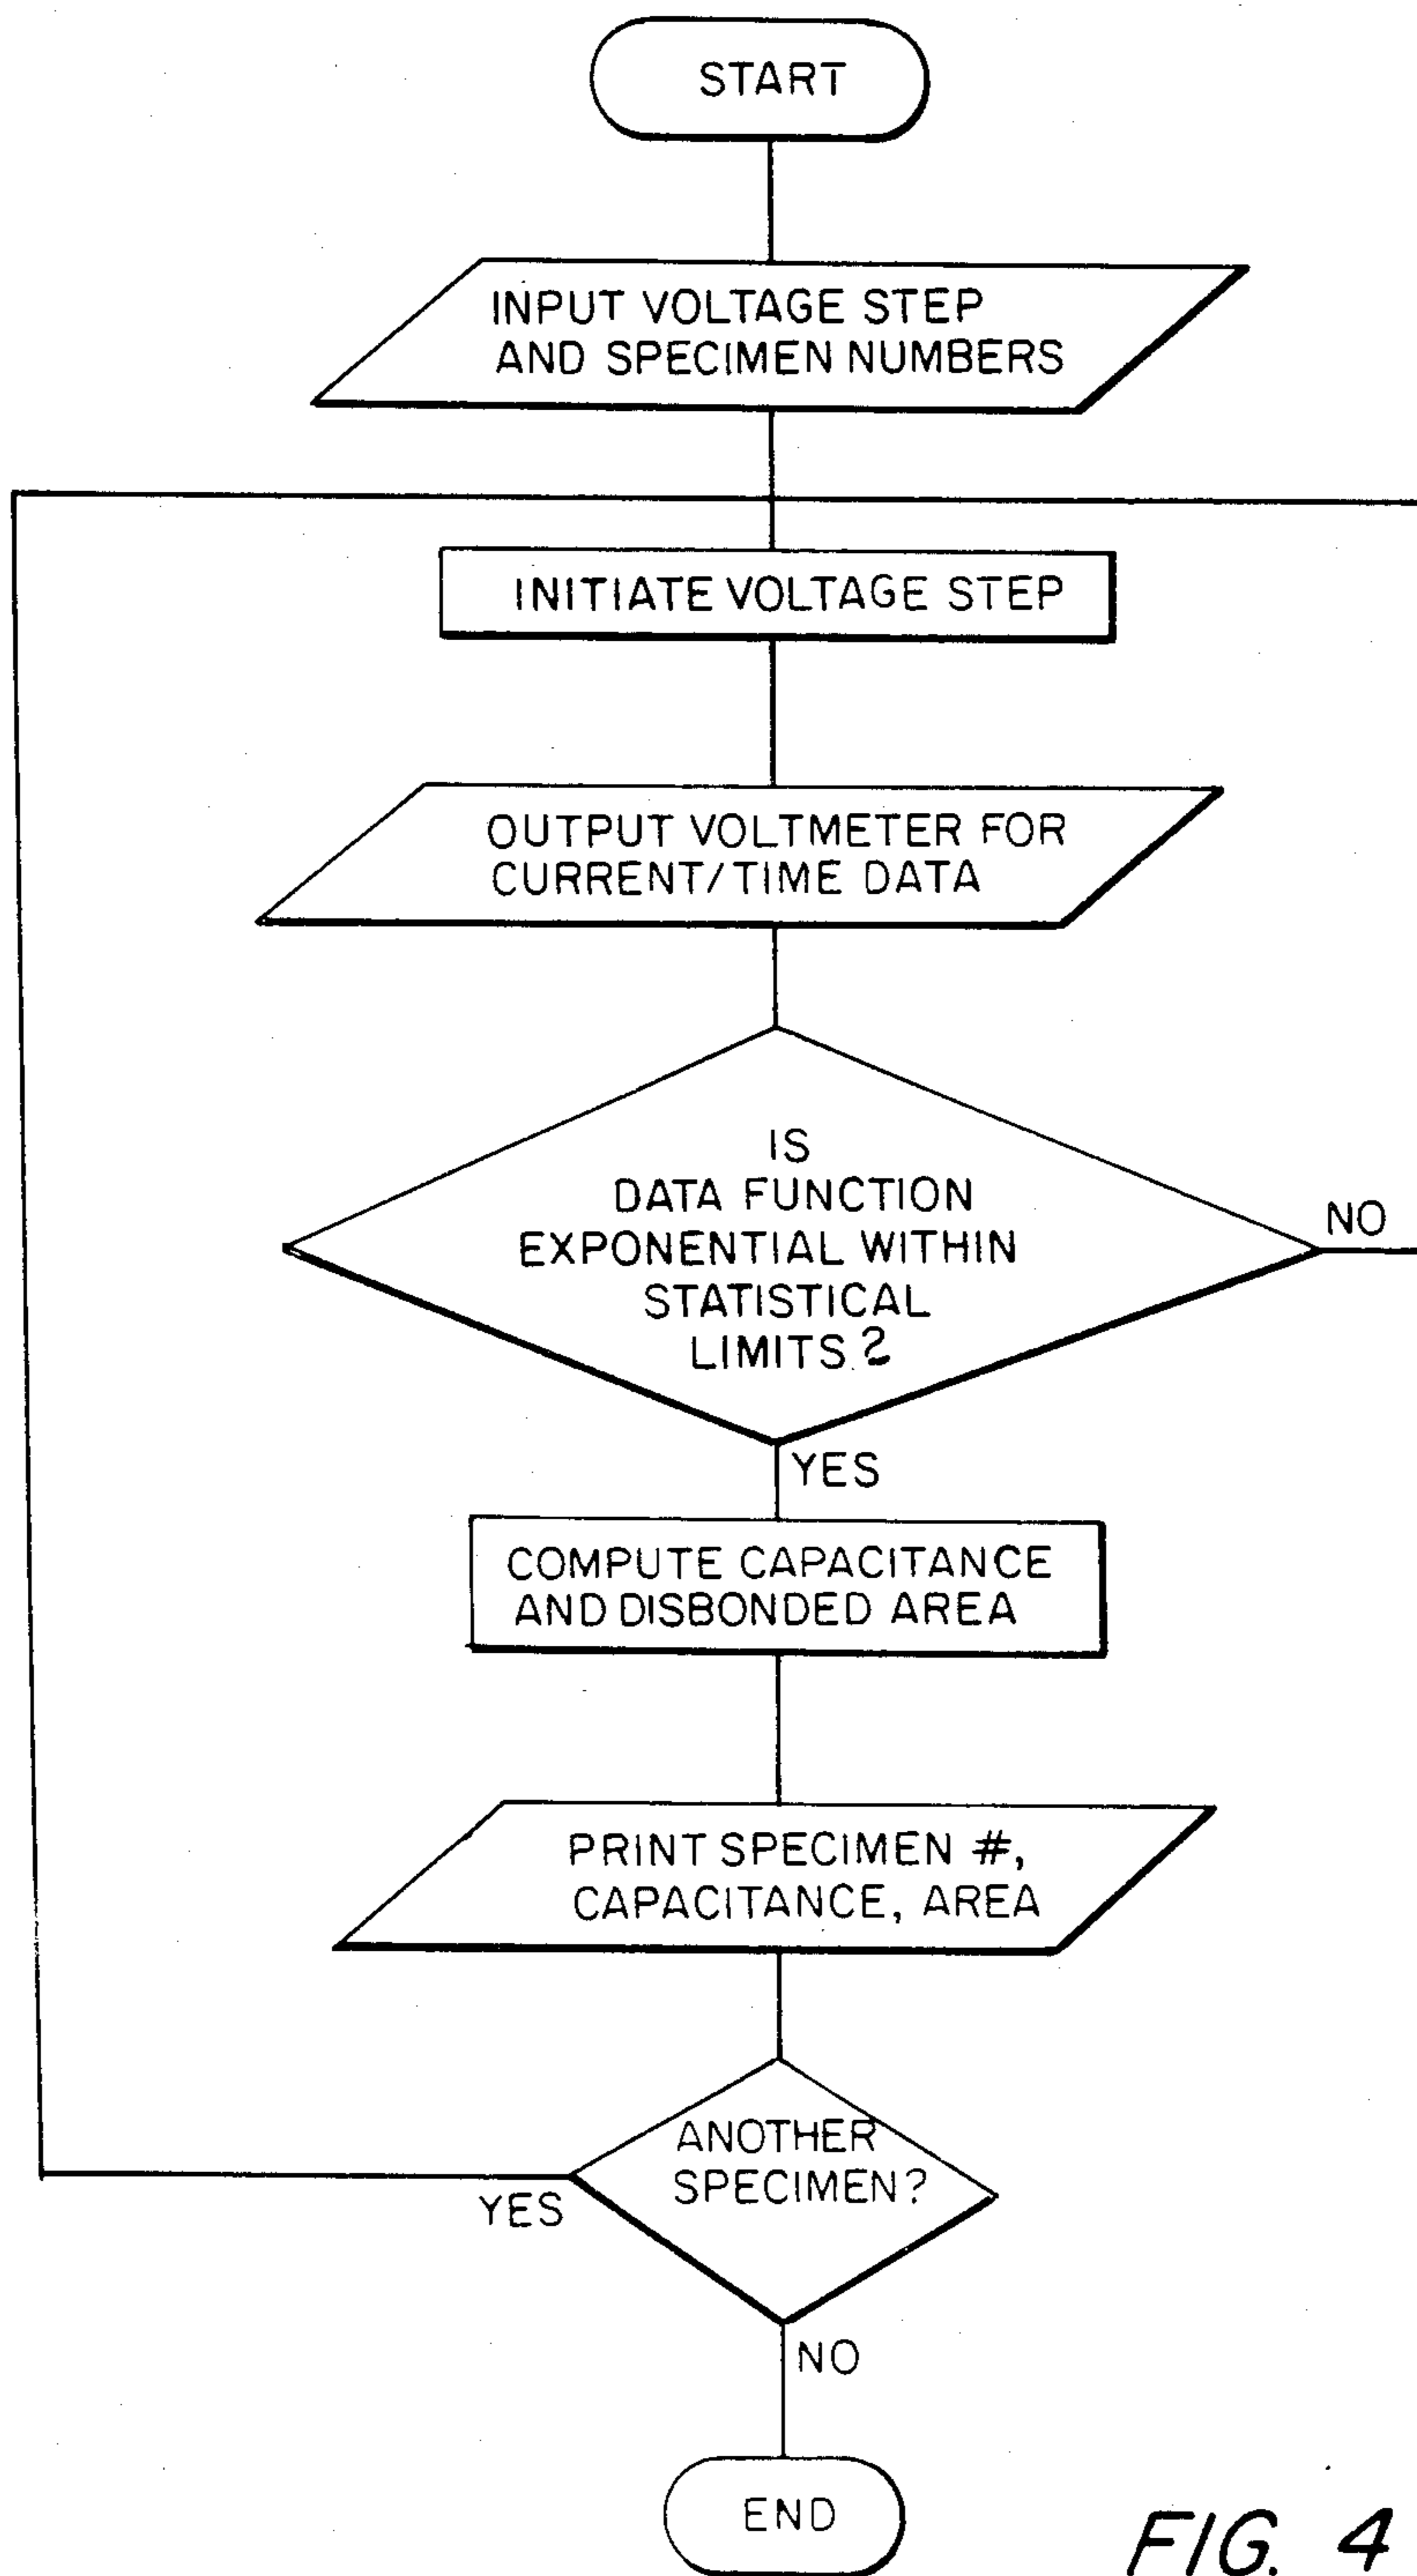 START
INPUT VOLTAGE STEP
AND SPECIMEN NUMBERS
INITIATE VOLTAGE STEP
OUTPUT VOLTMETER FOR
CURRENT/TIME DATA
IS
DATA FUNCTION
EXPONENTIAL WITHIN
STATISTICAL
LIMITS?
NO
YES
COMPUTE CAPACITANCE
AND DISBONDED AREA
PRINT SPECIMEN #,
CAPACITANCE, AREA
ANOTHER
SPECIMEN?
YES
NO
END
FIG. 4